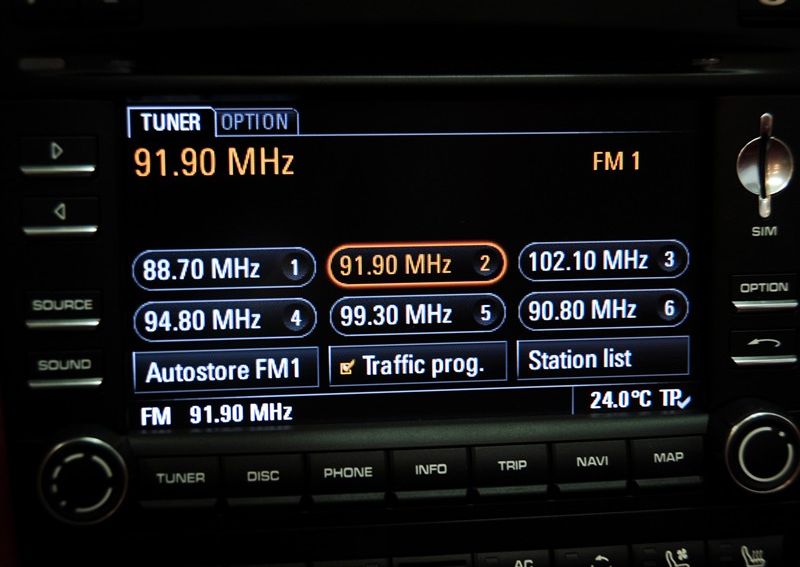 TUNER OPTION
91.90 MHz FM 1
88.70 MHz 1 91.90 MHz 2 102.10 MHz 3
94.80 MHz 4 99.30 MHz 5 90.80 MHz 6
Autostore FM1 Traffic prog. Station list
FM 91.90 MHz 24.0°C TP
SOURCE
SOUND
SIM
OPTION
TUNER DISC PHONE INFO TRIP NAVI MAP
AC